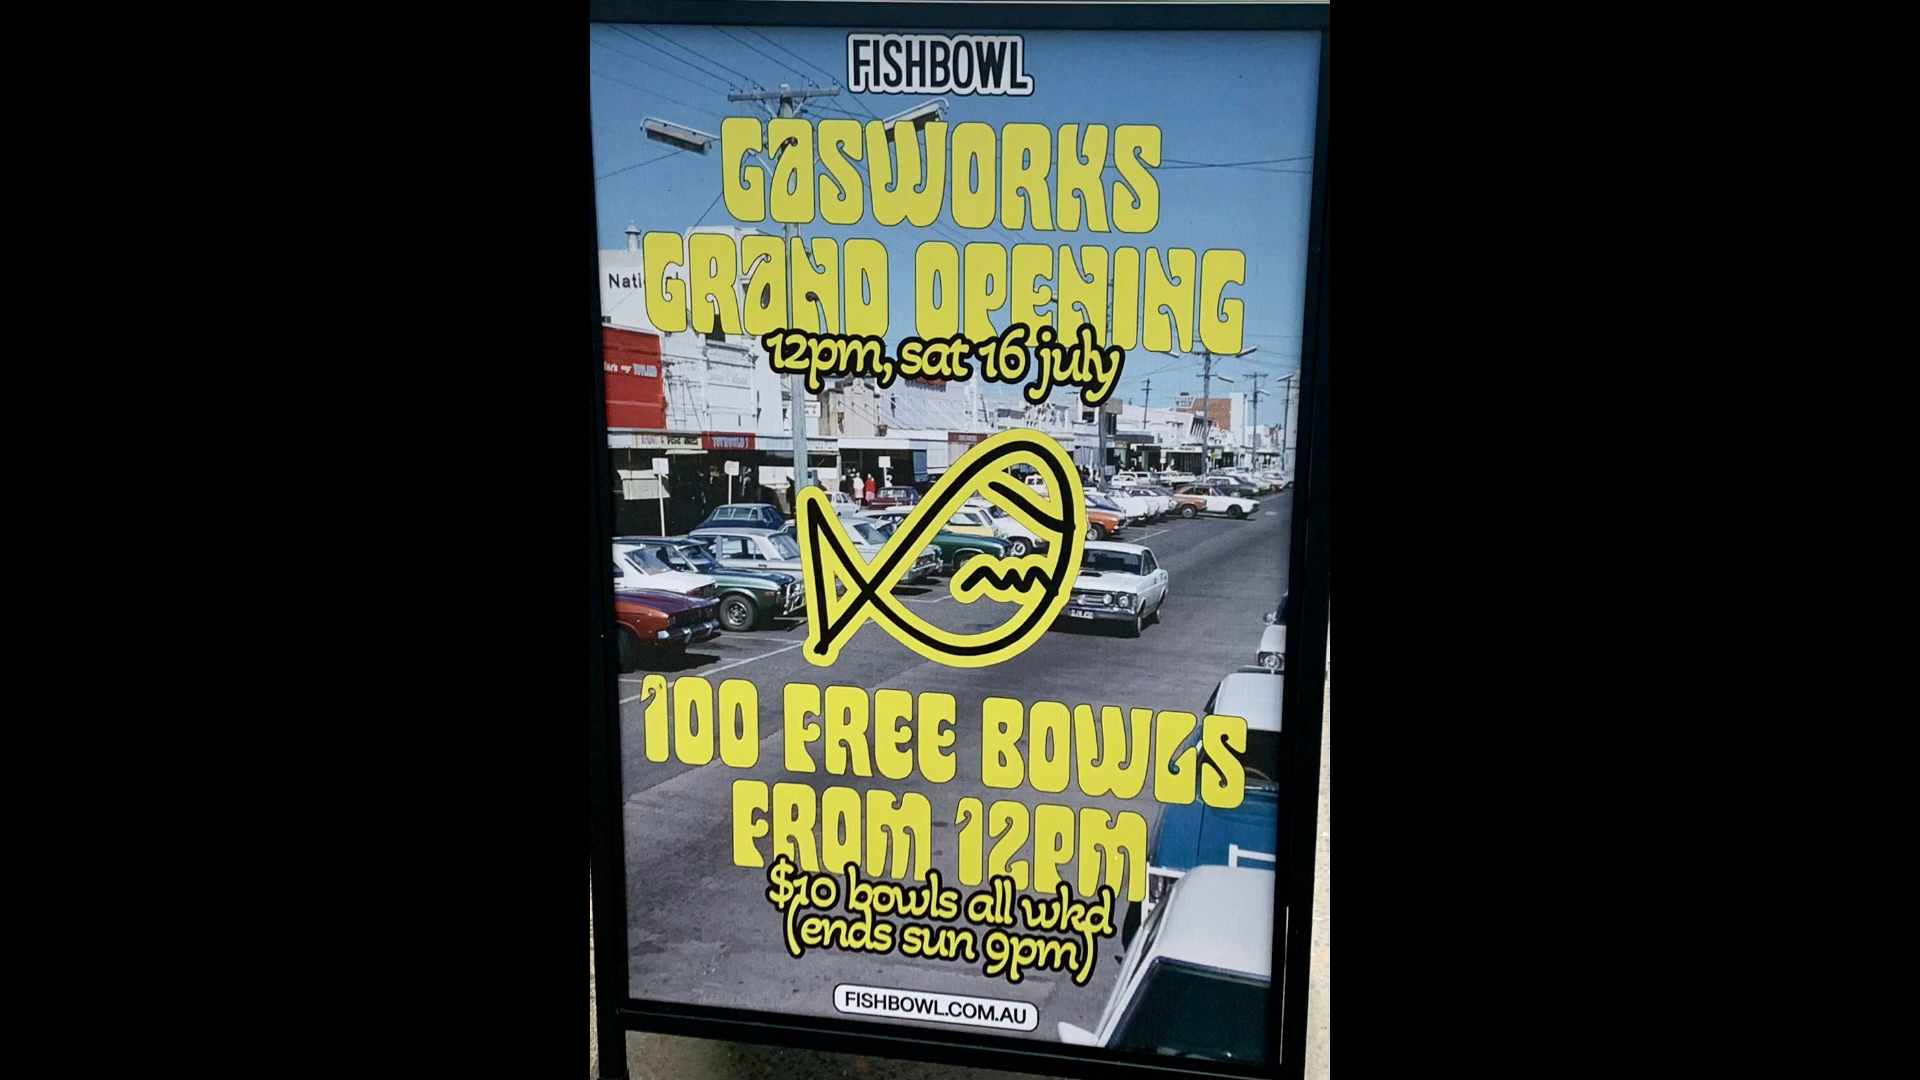 FISHBOWL
GASWORKS
GRAND OPENING
12pm, sat 16 july
Nati
100 FREE BOWLS
FROM 12PM
$10 bowls all wkd
(ends sun 9pm)
FISHBOWL.COM.AU